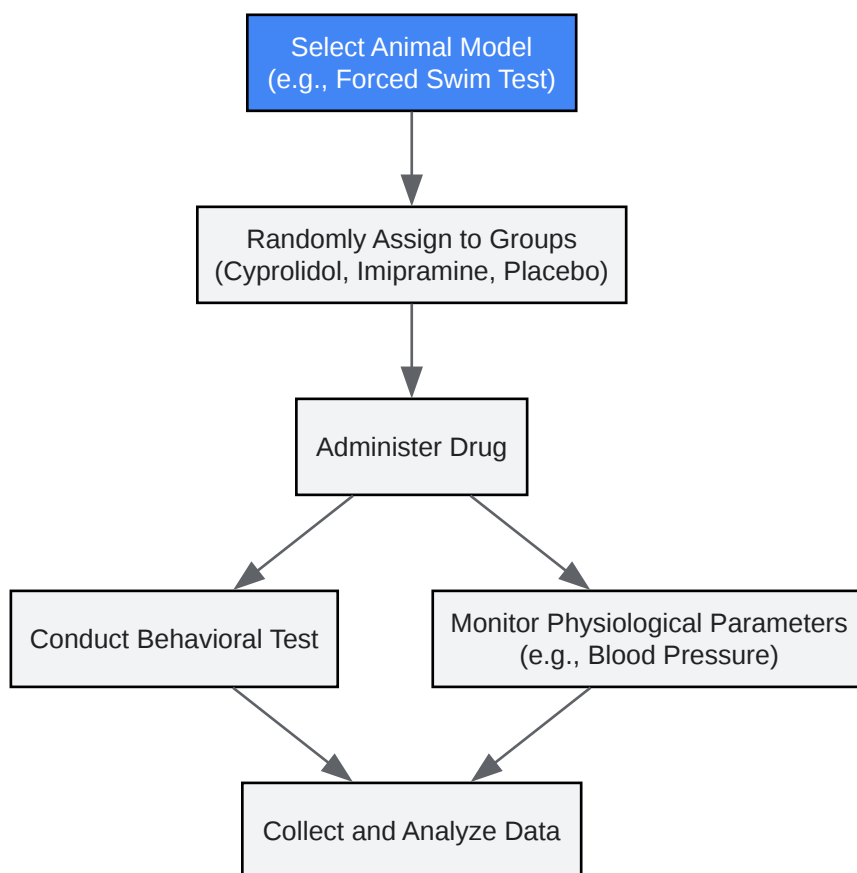 Select Animal Model
(e.g., Forced Swim Test)
Randomly Assign to Groups
(Cyprolidol, Imipramine, Placebo)
Administer Drug
Conduct Behavioral Test
Monitor Physiological Parameters
(e.g., Blood Pressure)
Collect and Analyze Data